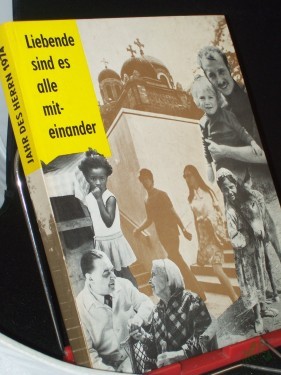 Liebende
sind es
alle
mit-
einander
JAHR DES HERRN 1974